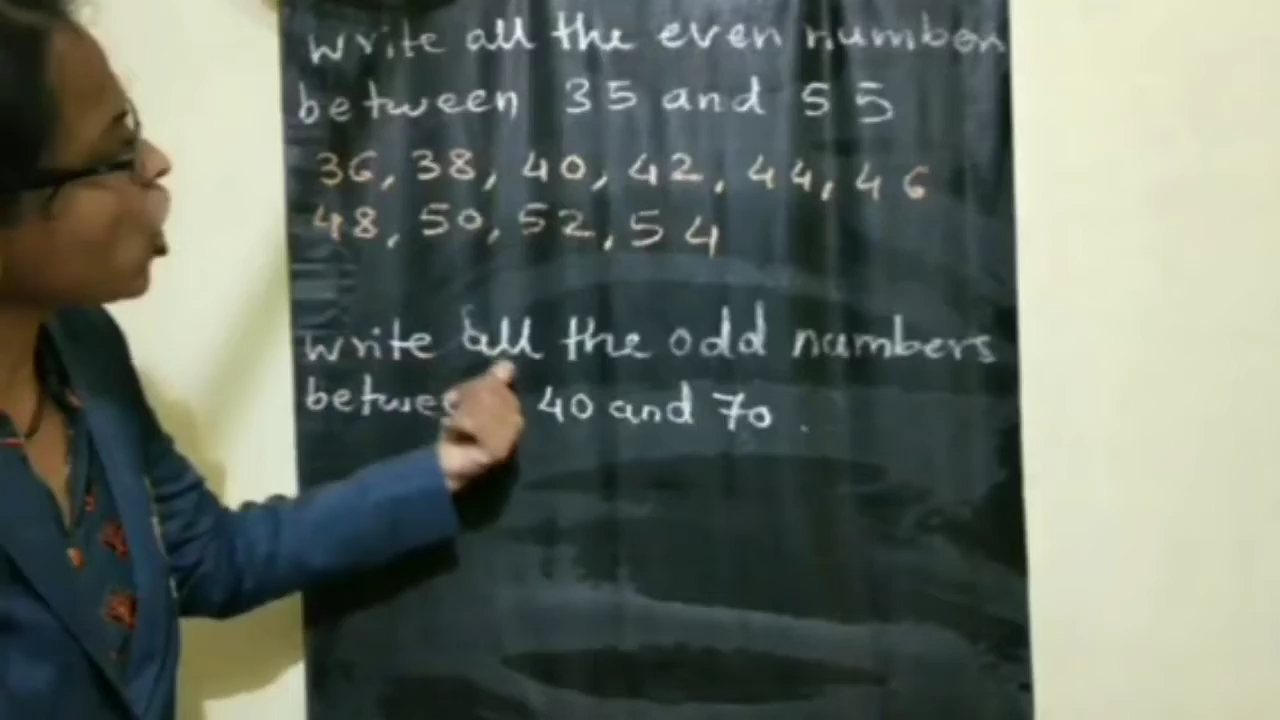 write all the even number
between 35 and 55
36, 38, 40, 42, 44, 46
48, 50, 52, 54
write all the odd numbers
40 and 70.